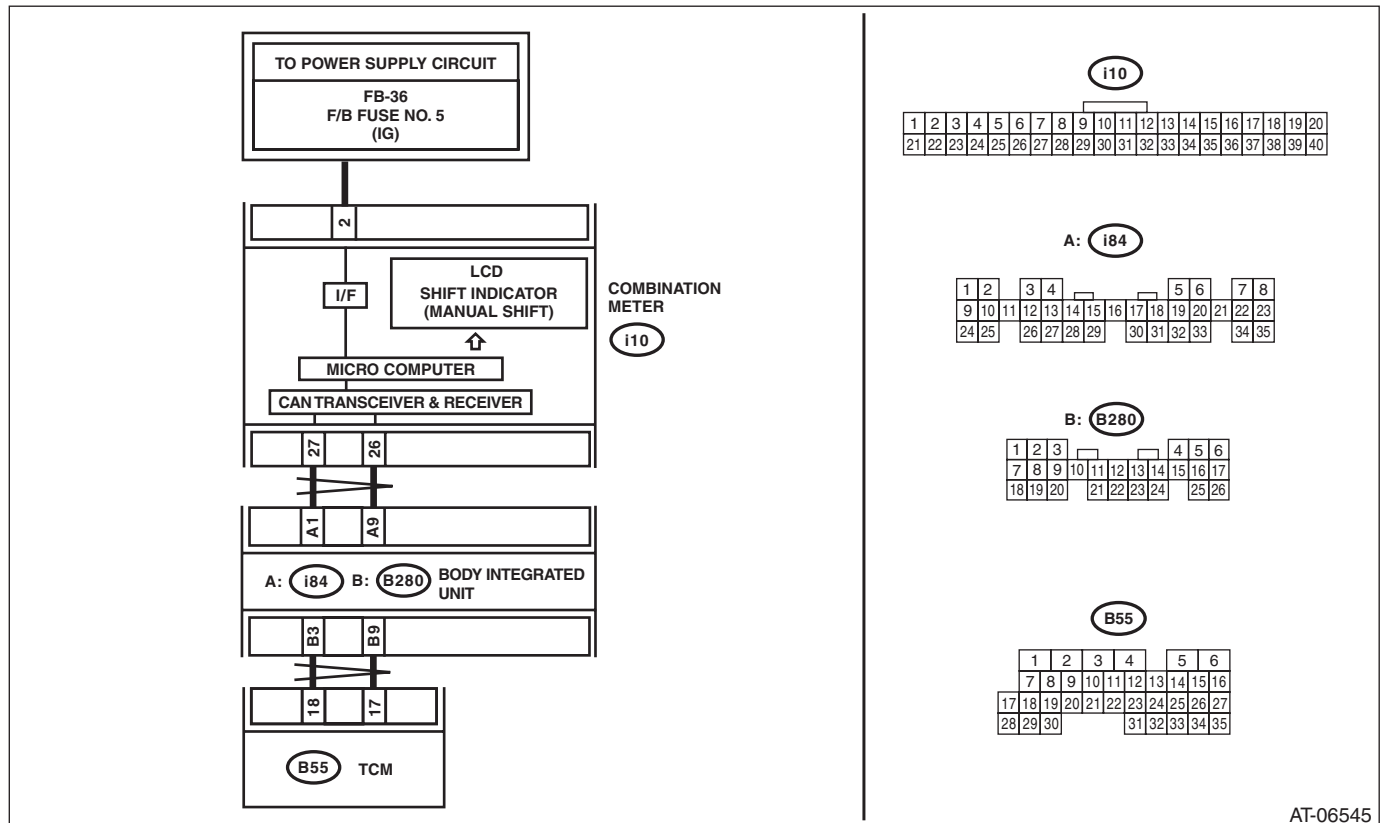 TO POWER SUPPLY CIRCUIT
FB-36
F/B FUSE NO. 5
(IG)
2
I/F
LCD
SHIFT INDICATOR
(MANUAL SHIFT)
COMBINATION
METER
i10
MICRO COMPUTER
CAN TRANSCEIVER & RECEIVER
27 26
A1 A9
A: i84 B: B280 BODY INTEGRATED
UNIT
B3 B9
18 17
B55 TCM
i10
1 2 3 4 5 6 7 8 9 10 11 12 13 14 15 16 17 18 19 20
21 22 23 24 25 26 27 28 29 30 31 32 33 34 35 36 37 38 39 40
A: i84
1 2 3 4 5 6 7 8
9 10 11 12 13 14 15 16 17 18 19 20 21 22 23
24 25 26 27 28 29 30 31 32 33 34 35
B: B280
1 2 3 4 5 6
7 8 9 10 11 12 13 14 15 16 17
18 19 20 21 22 23 24 25 26
B55
1 2 3 4 5 6
7 8 9 10 11 12 13 14 15 16
17 18 19 20 21 22 23 24 25 26 27
28 29 30 31 32 33 34 35
AT-06545